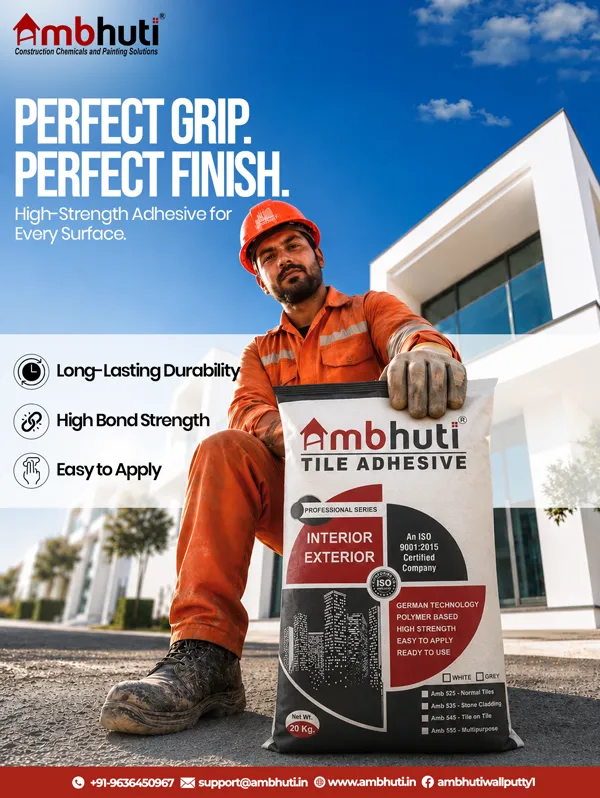 Ambhuti®
Construction Chemicals and Painting Solutions
PERFECT GRIP.
PERFECT FINISH.
High-Strength Adhesive for
Every Surface.
Long-Lasting Durability
High Bond Strength
Easy to Apply
Ambhuti®
TILE ADHESIVE
PROFESSIONAL SERIES
INTERIOR
EXTERIOR
An ISO
9001:2015
Certified
Company
ISO
GERMAN TECHNOLOGY
POLYMER BASED
HIGH STRENGTH
EASY TO APPLY
READY TO USE
WHITE GREY
Amb 525 - Normal Tiles
Amb 535 - Stone Cladding
Amb 545 - Tile on Tile
Amb 555 - Multipurpose
Net Wt.
20 Kg.
+91-9636450967 support@ambhuti.in www.ambhuti.in ambhutiwallputty1